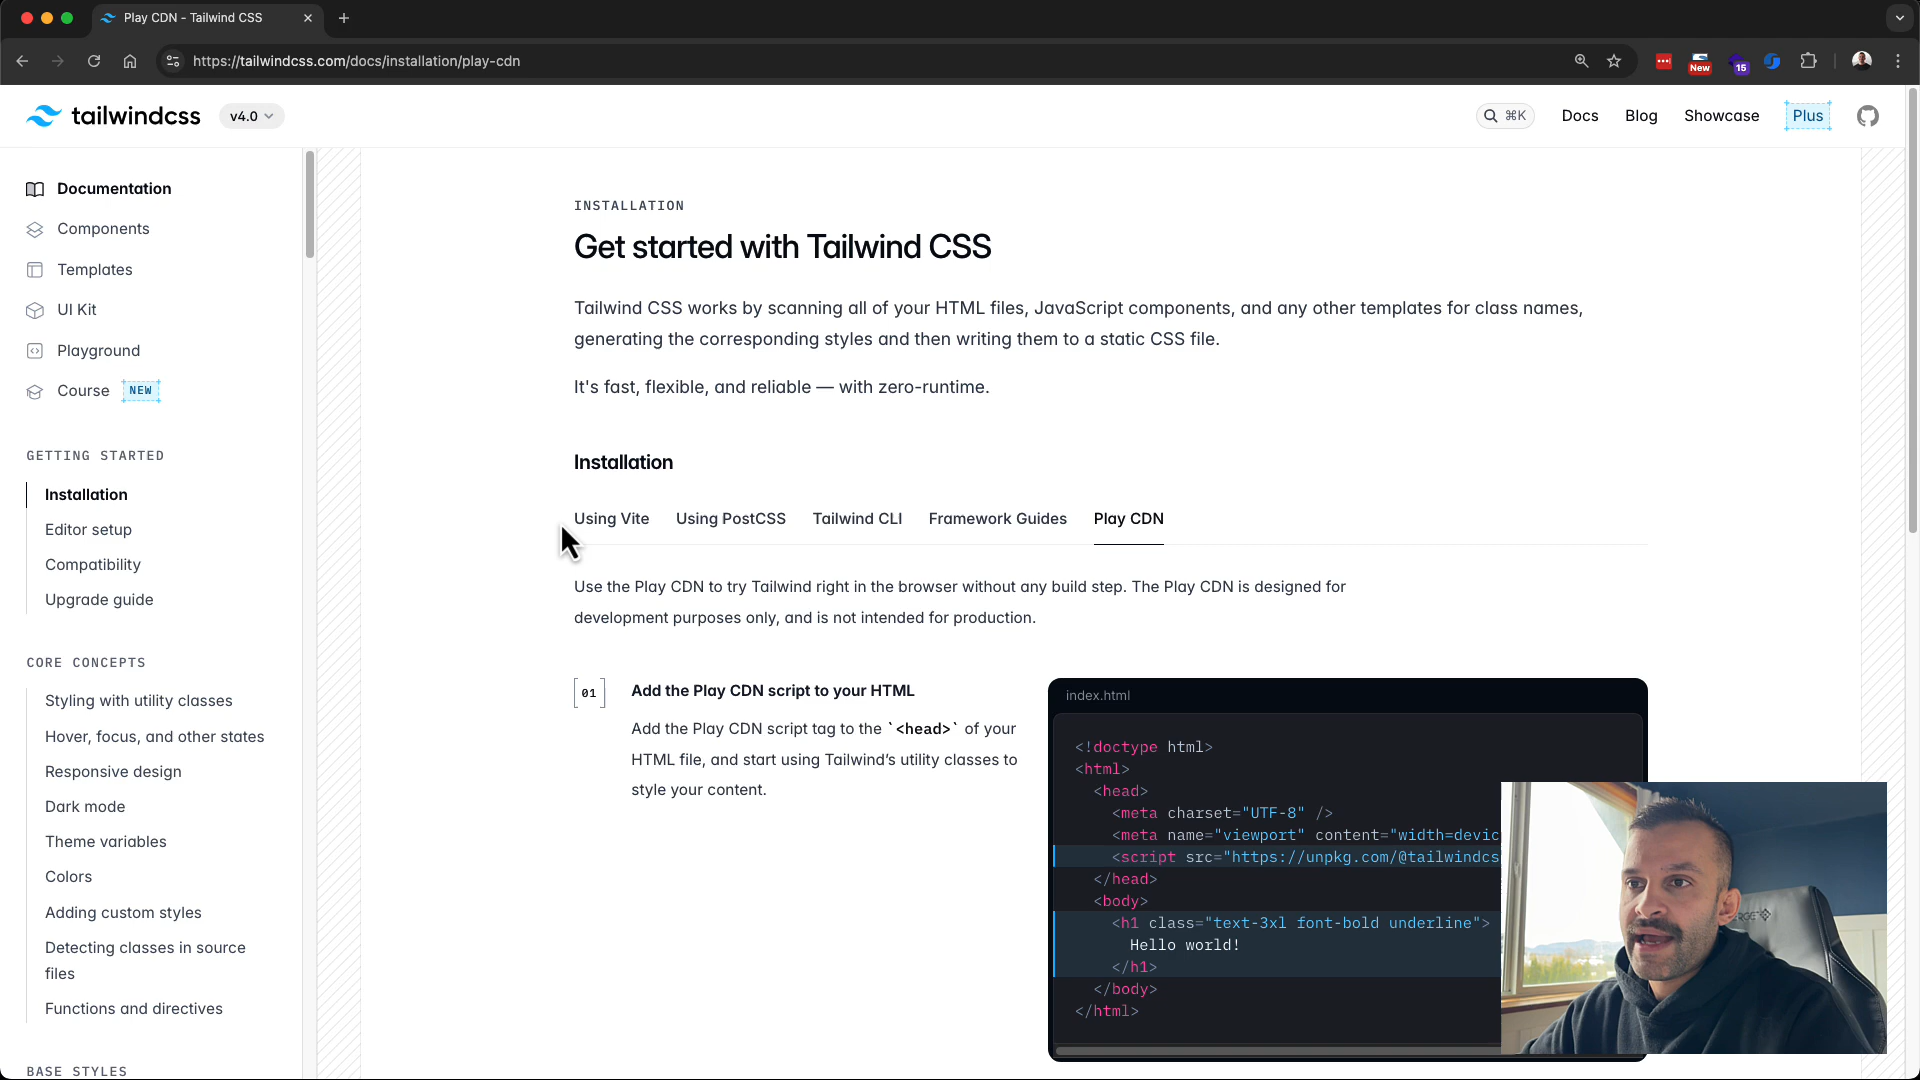 Play CDN - Tailwind CSS
https://tailwindcss.com/docs/installation/play-cdn
New
15
tailwindcss
v4.0
⌘K
Docs
Blog
Showcase
Plus
Documentation
Components
Templates
UI Kit
Playground
Course NEW
GETTING STARTED
Installation
Editor setup
Compatibility
Upgrade guide
CORE CONCEPTS
Styling with utility classes
Hover, focus, and other states
Responsive design
Dark mode
Theme variables
Colors
Adding custom styles
Detecting classes in source
files
Functions and directives
BASE STYLES
INSTALLATION
Get started with Tailwind CSS
Tailwind CSS works by scanning all of your HTML files, JavaScript components, and any other templates for class names,
generating the corresponding styles and then writing them to a static CSS file.
It's fast, flexible, and reliable — with zero-runtime.
Installation
Using Vite
Using PostCSS
Tailwind CLI
Framework Guides
Play CDN
Use the Play CDN to try Tailwind right in the browser without any build step. The Play CDN is designed for
development purposes only, and is not intended for production.
01
Add the Play CDN script to your HTML
Add the Play CDN script tag to the `<head>` of your
HTML file, and start using Tailwind’s utility classes to
style your content.
index.html
<!doctype html>
<html>
<head>
<meta charset="UTF-8" />
<meta name="viewport" content="width=devic
<script src="https://unpkg.com/@tailwindcs
</head>
<body>
<h1 class="text-3xl font-bold underline">
Hello world!
</h1>
</body>
</html>